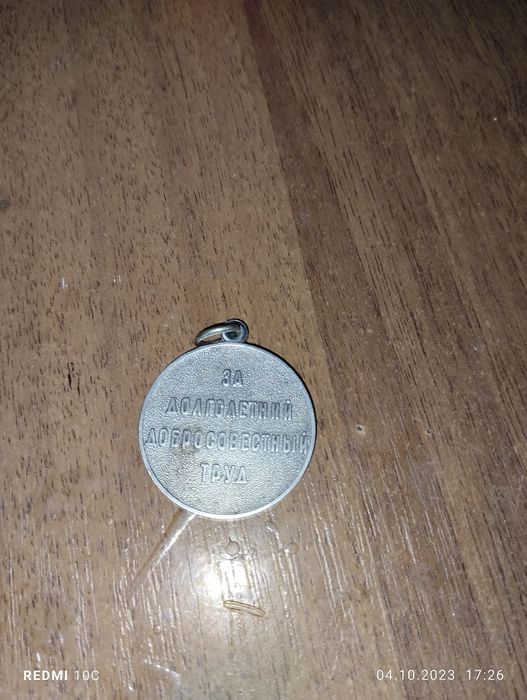 ЗА
ДОЛГОЛЕТНИЙ
ДОБРОСОВЕСТНЫЙ
ТРУД
REDMI 10C
04.10.2023 17:26